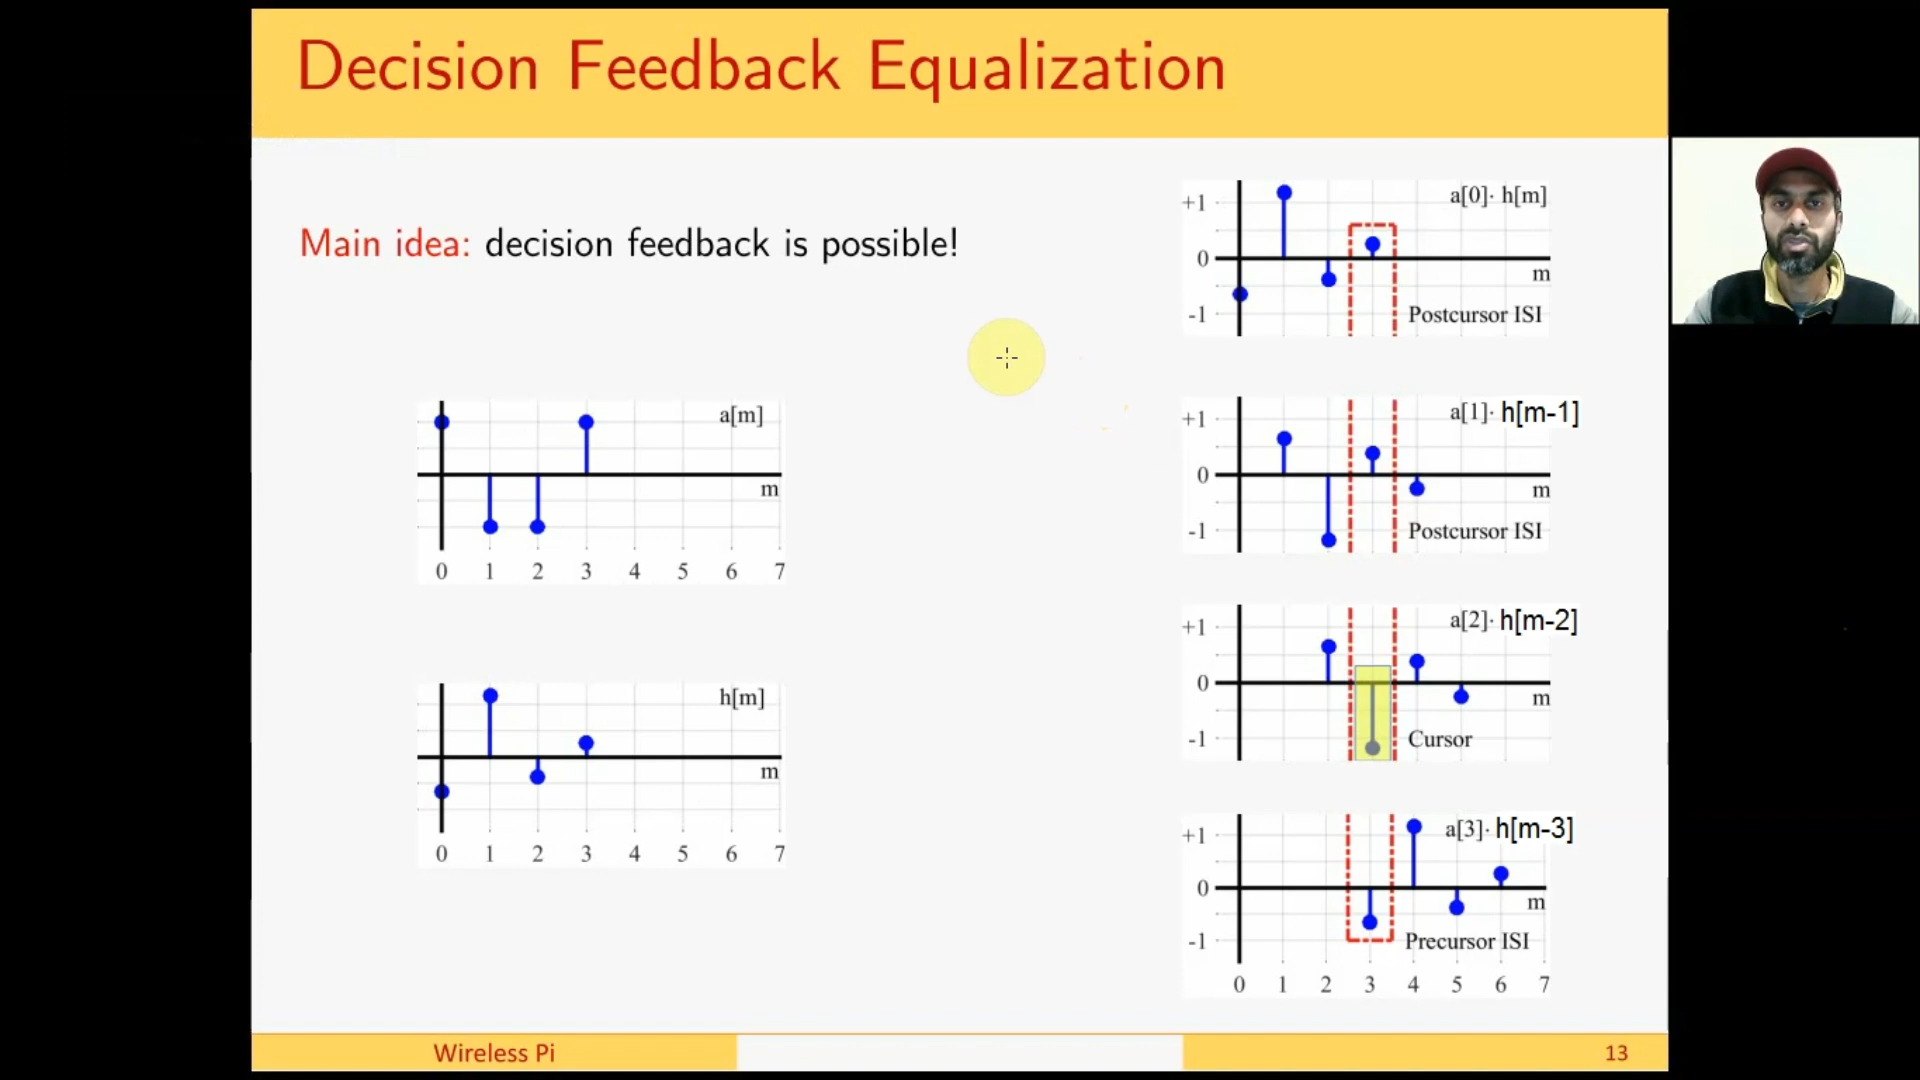 Decision Feedback Equalization
Main idea: decision feedback is possible!
a[m]
m
0 1 2 3 4 5 6 7
h[m]
m
0 1 2 3 4 5 6 7
+1
a[0]· h[m]
0
m
-1
Postcursor ISI
+1
a[1]· h[m-1]
0
m
-1
Postcursor ISI
+1
a[2]· h[m-2]
0
m
-1
Cursor
+1
a[3]· h[m-3]
0
m
-1
Precursor ISI
0 1 2 3 4 5 6 7
Wireless Pi
13